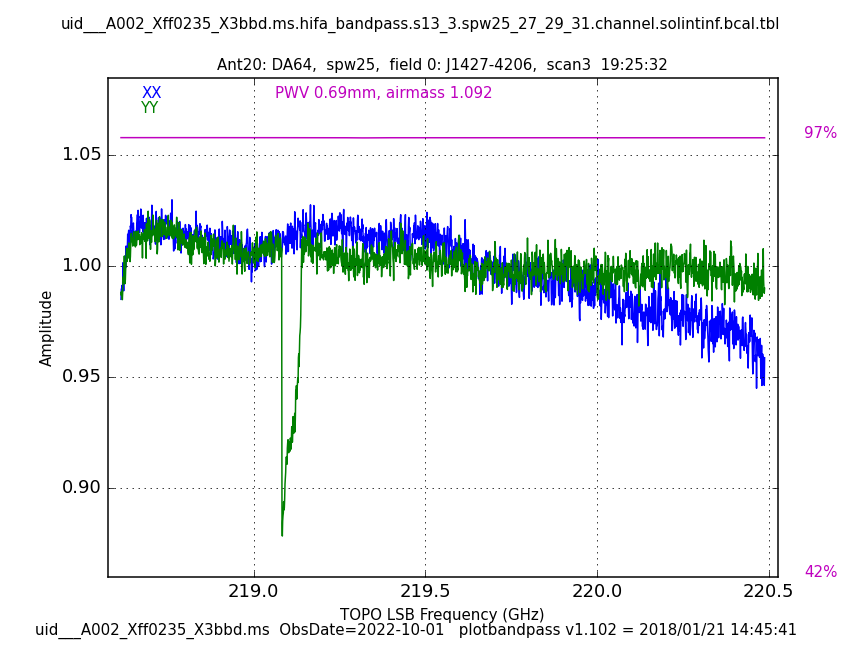 uid___A002_Xff0235_X3bbd.ms.hifa_bandpass.s13_3.spw25_27_29_31.channel.solintinf.bcal.tbl
Ant20: DA64, spw25, field 0: J1427-4206, scan3 19:25:32
XX
PWV 0.69mm, airmass 1.092
YY
97%
1.05
1.00
0.95
0.90
Amplitude
42%
219.0
219.5
220.0
220.5
TOPO LSB Frequency (GHz)
uid___A002_Xff0235_X3bbd.ms ObsDate=2022-10-01 plotbandpass v1.102 = 2018/01/21 14:45:41